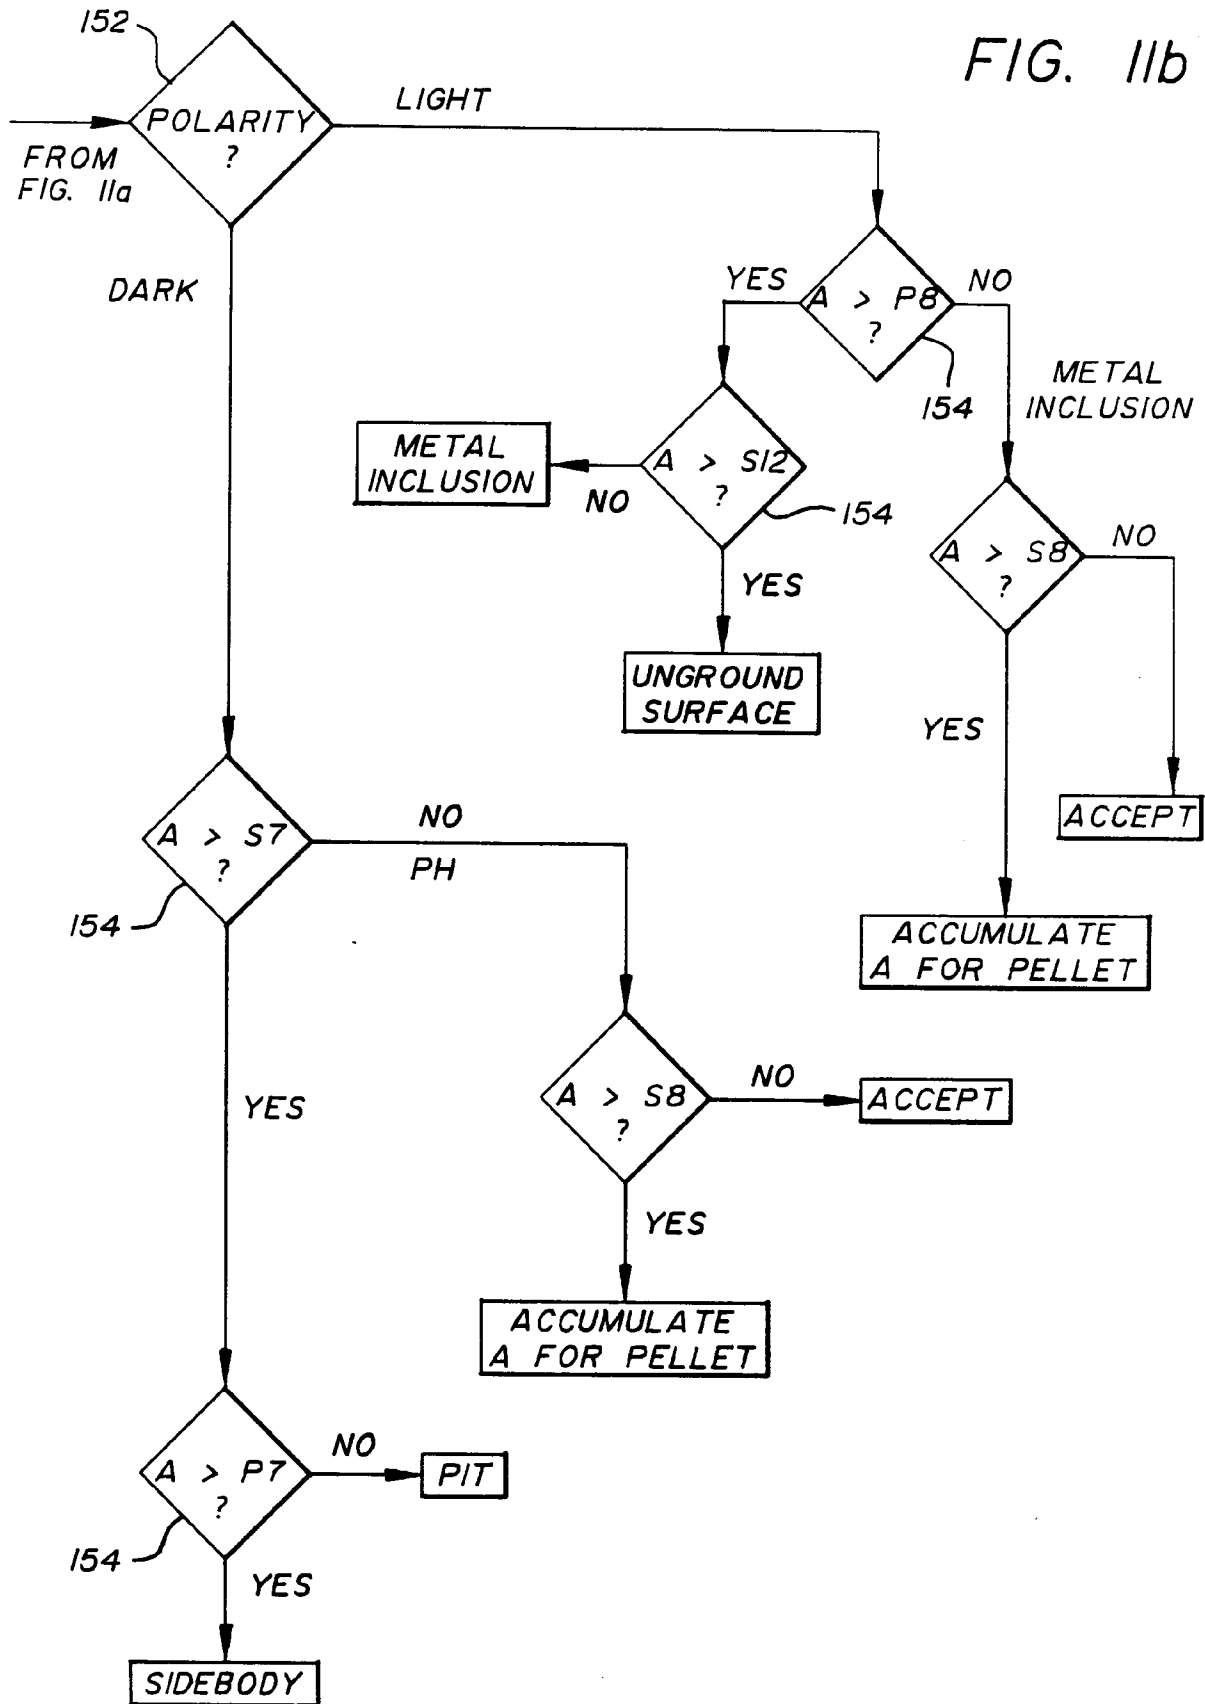 FIG. 11b
152
POLARITY
?
LIGHT
FROM
FIG. 11a
DARK
YES
A > P8
?
NO
154
METAL
INCLUSION
METAL
INCLUSION
NO
A > S12
?
154
YES
UNGROUND
SURFACE
A > S8
?
NO
YES
ACCEPT
ACCUMULATE
A FOR PELLET
A > S7
?
154
NO
PH
YES
A > S8
?
NO
ACCEPT
YES
ACCUMULATE
A FOR PELLET
A > P7
?
154
NO
PIT
YES
SIDEBODY